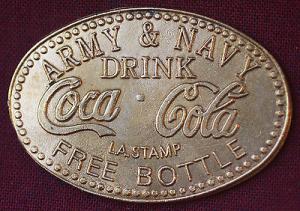 ARMY & NAVY
DRINK
Coca · Cola
L.A. STAMP
FREE BOTTLE